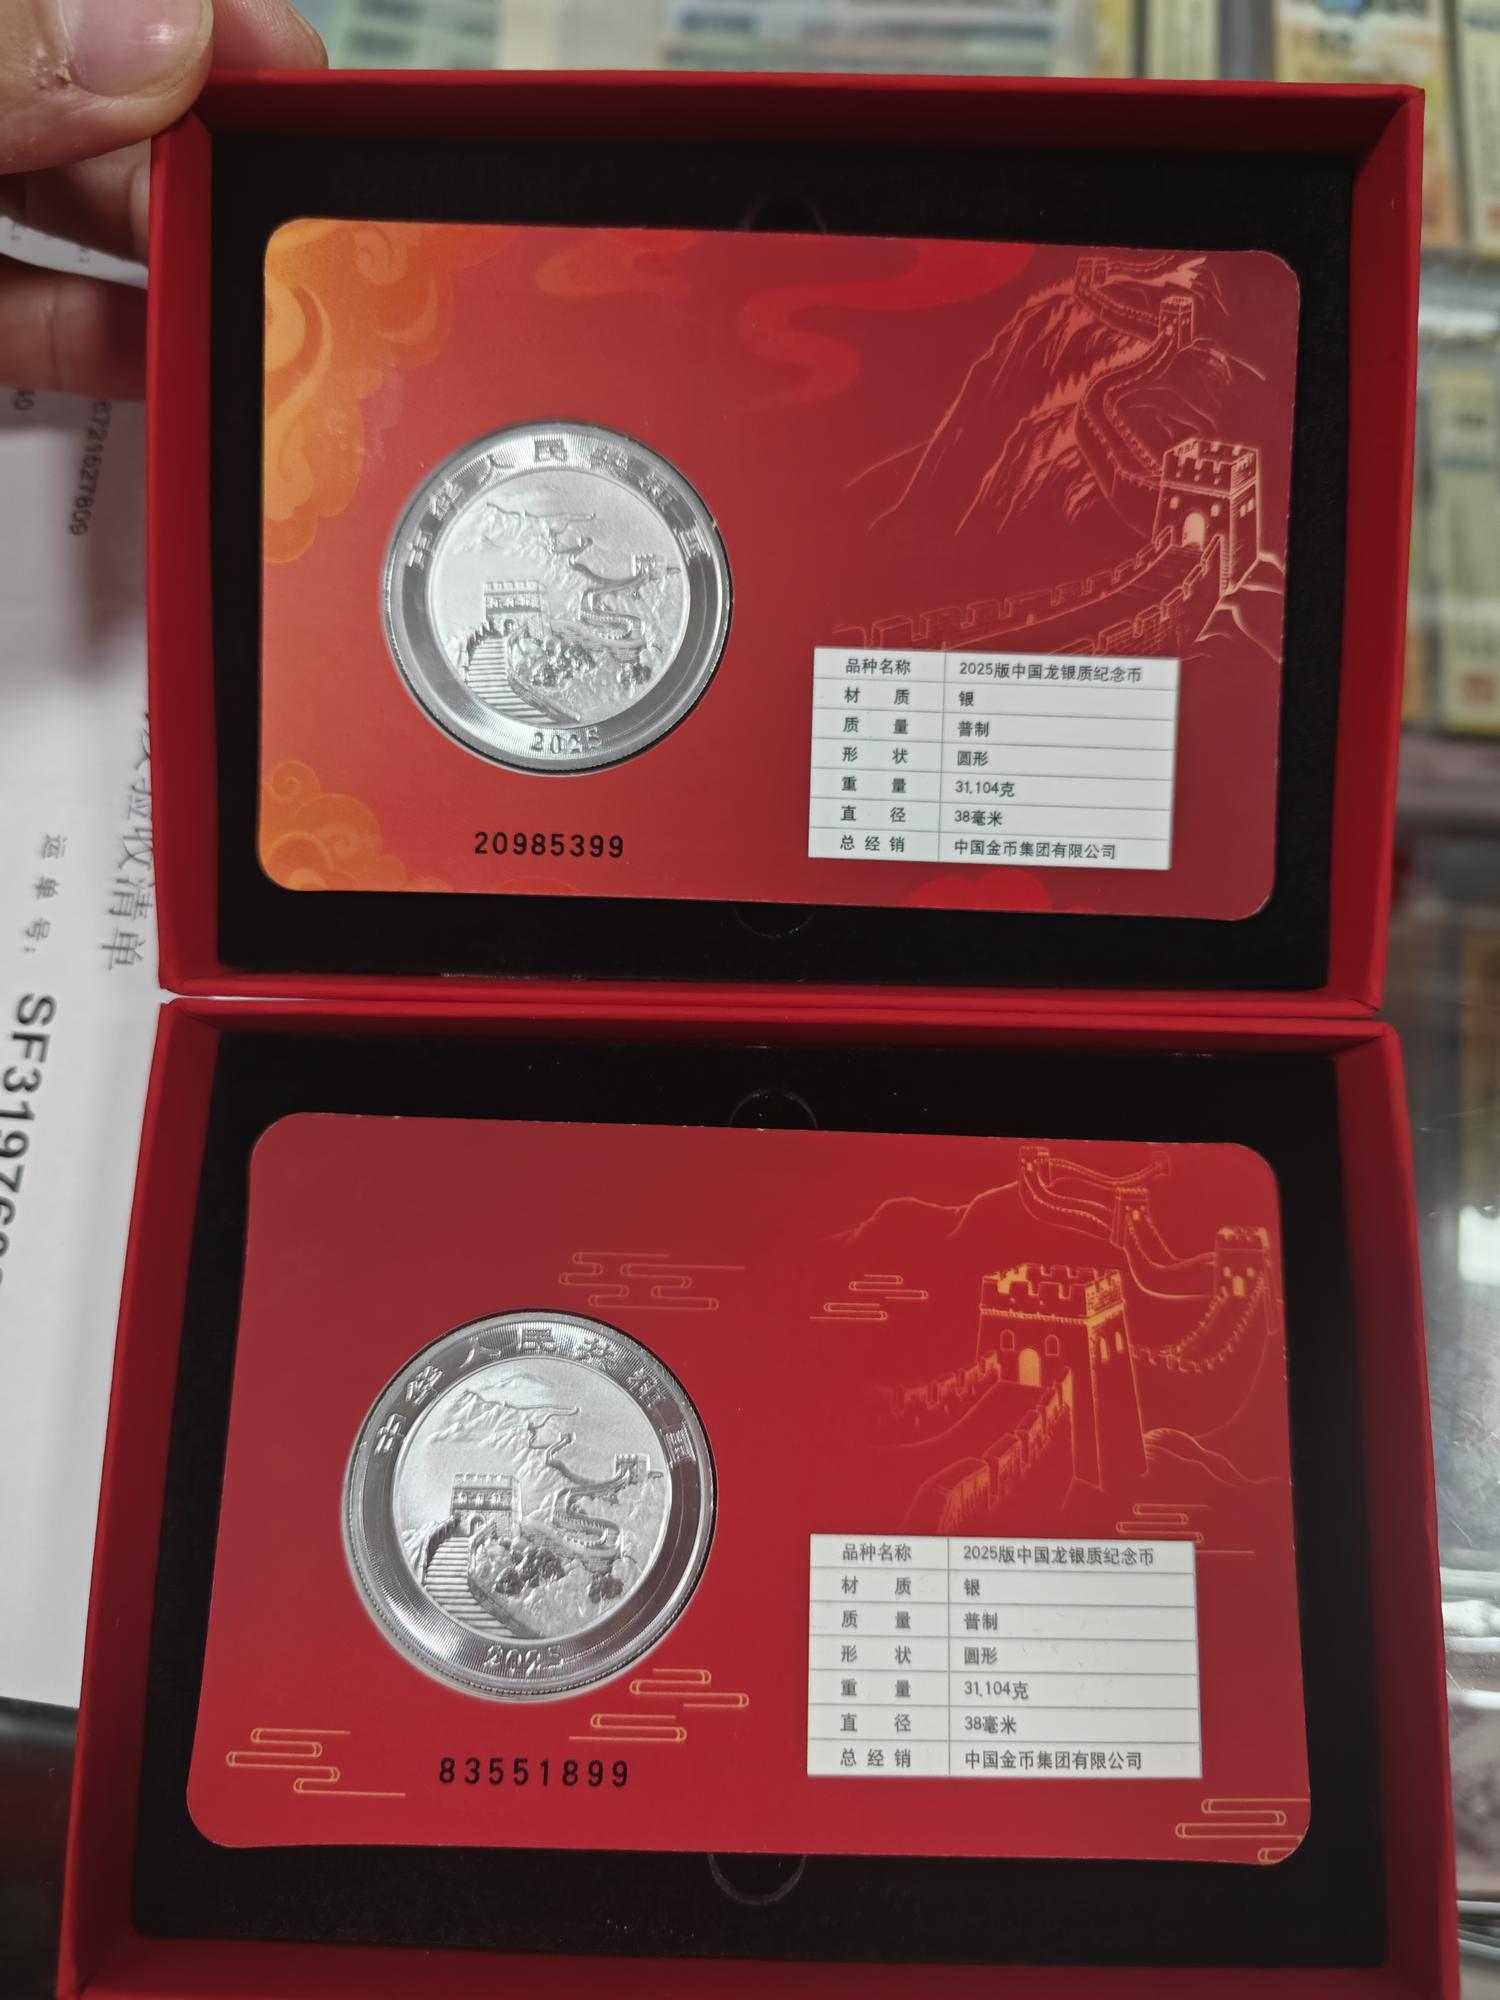 中华人民共和国
2025
20985399
品种名称 2025版中国龙银质纪念币
材 质 银
质 量 普制
形 状 圆形
重 量 31.104克
直 径 38毫米
总 经 销 中国金币集团有限公司
中华人民共和国
2025
83551899
品种名称 2025版中国龙银质纪念币
材 质 银
质 量 普制
形 状 圆形
重 量 31.104克
直 径 38毫米
总 经 销 中国金币集团有限公司
收清单
运 单 号：
SF31976
6721527609